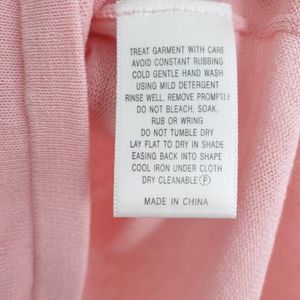 TREAT GARMENT WITH CARE
AVOID CONSTANT RUBBING
COLD GENTLE HAND WASH
USING MILD DETERGENT
RINSE WELL, REMOVE PROMPTLY
DO NOT BLEACH, SOAK,
RUB OR WRING
DO NOT TUMBLE DRY
LAY FLAT TO DRY IN SHADE
EASING BACK INTO SHAPE
COOL IRON UNDER CLOTH
DRY CLEANABLE Ⓟ
MADE IN CHINA